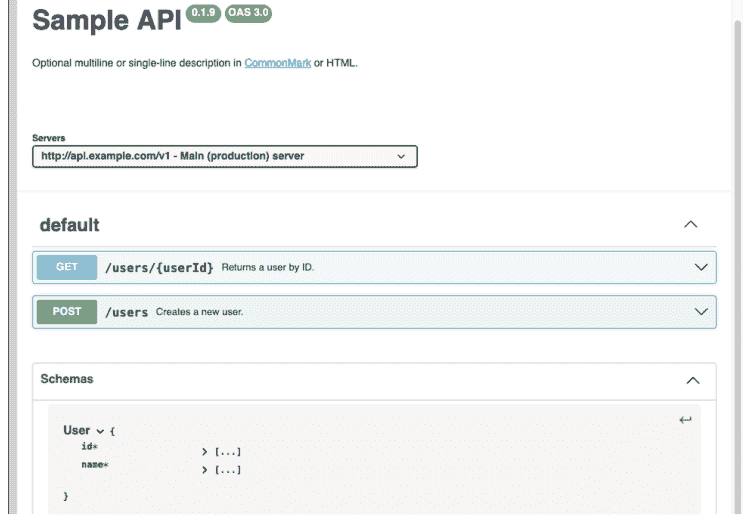 Sample API 0.1.9 OAS 3.0
Optional multiline or single-line description in CommonMark or HTML.
Servers
http://api.example.com/v1 - Main (production) server
default
GET /users/{userId} Returns a user by ID.
POST /users Creates a new user.
Schemas
User {
id* > [...]
name* > [...]
}